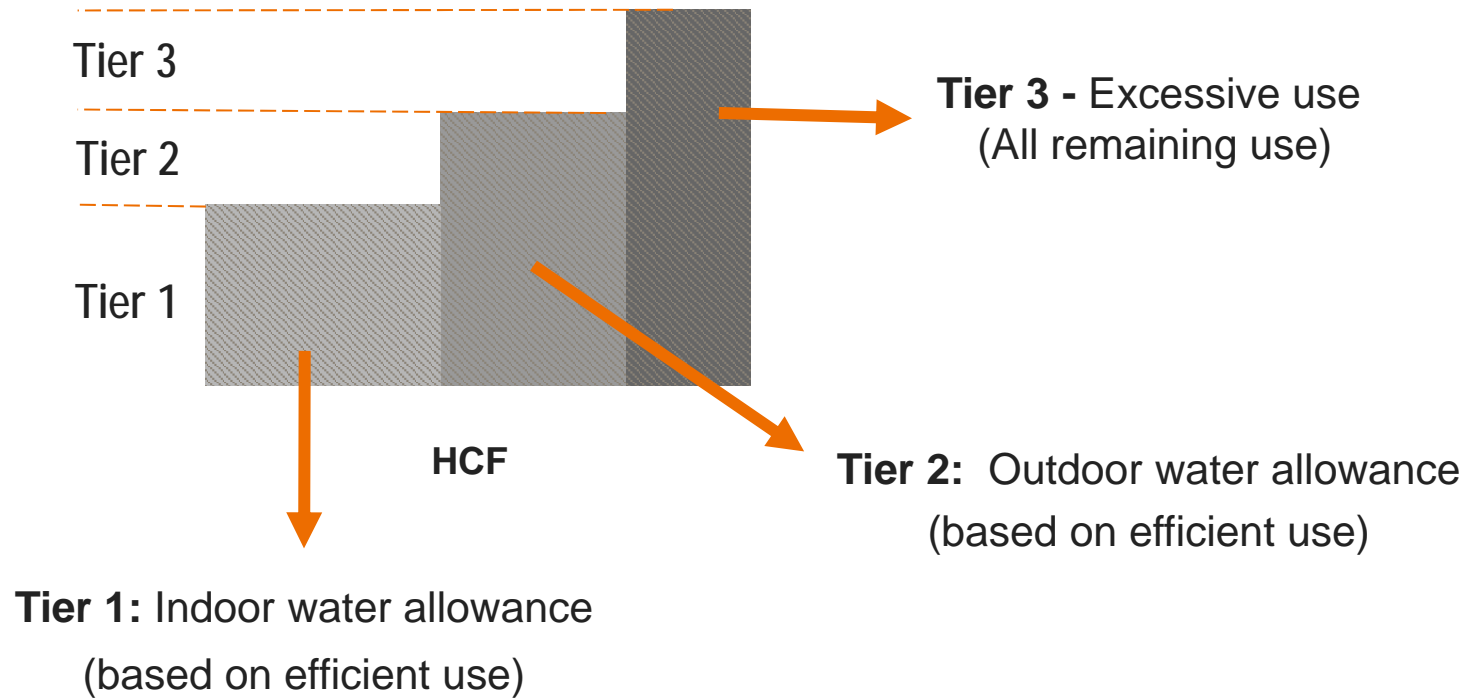 Tier 3
Tier 2
Tier 1
Tier 3 - Excessive use
(All remaining use)
HCF
Tier 2: Outdoor water allowance
(based on efficient use)
Tier 1: Indoor water allowance
(based on efficient use)